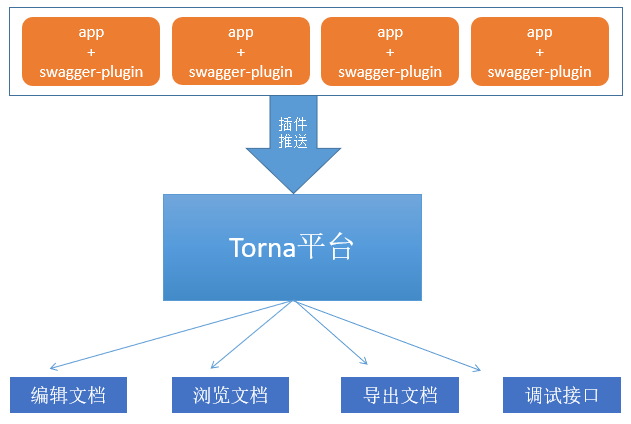 app
+
swagger-plugin
app
+
swagger-plugin
app
+
swagger-plugin
app
+
swagger-plugin
插件
推送
Torna平台
编辑文档
浏览文档
导出文档
调试接口